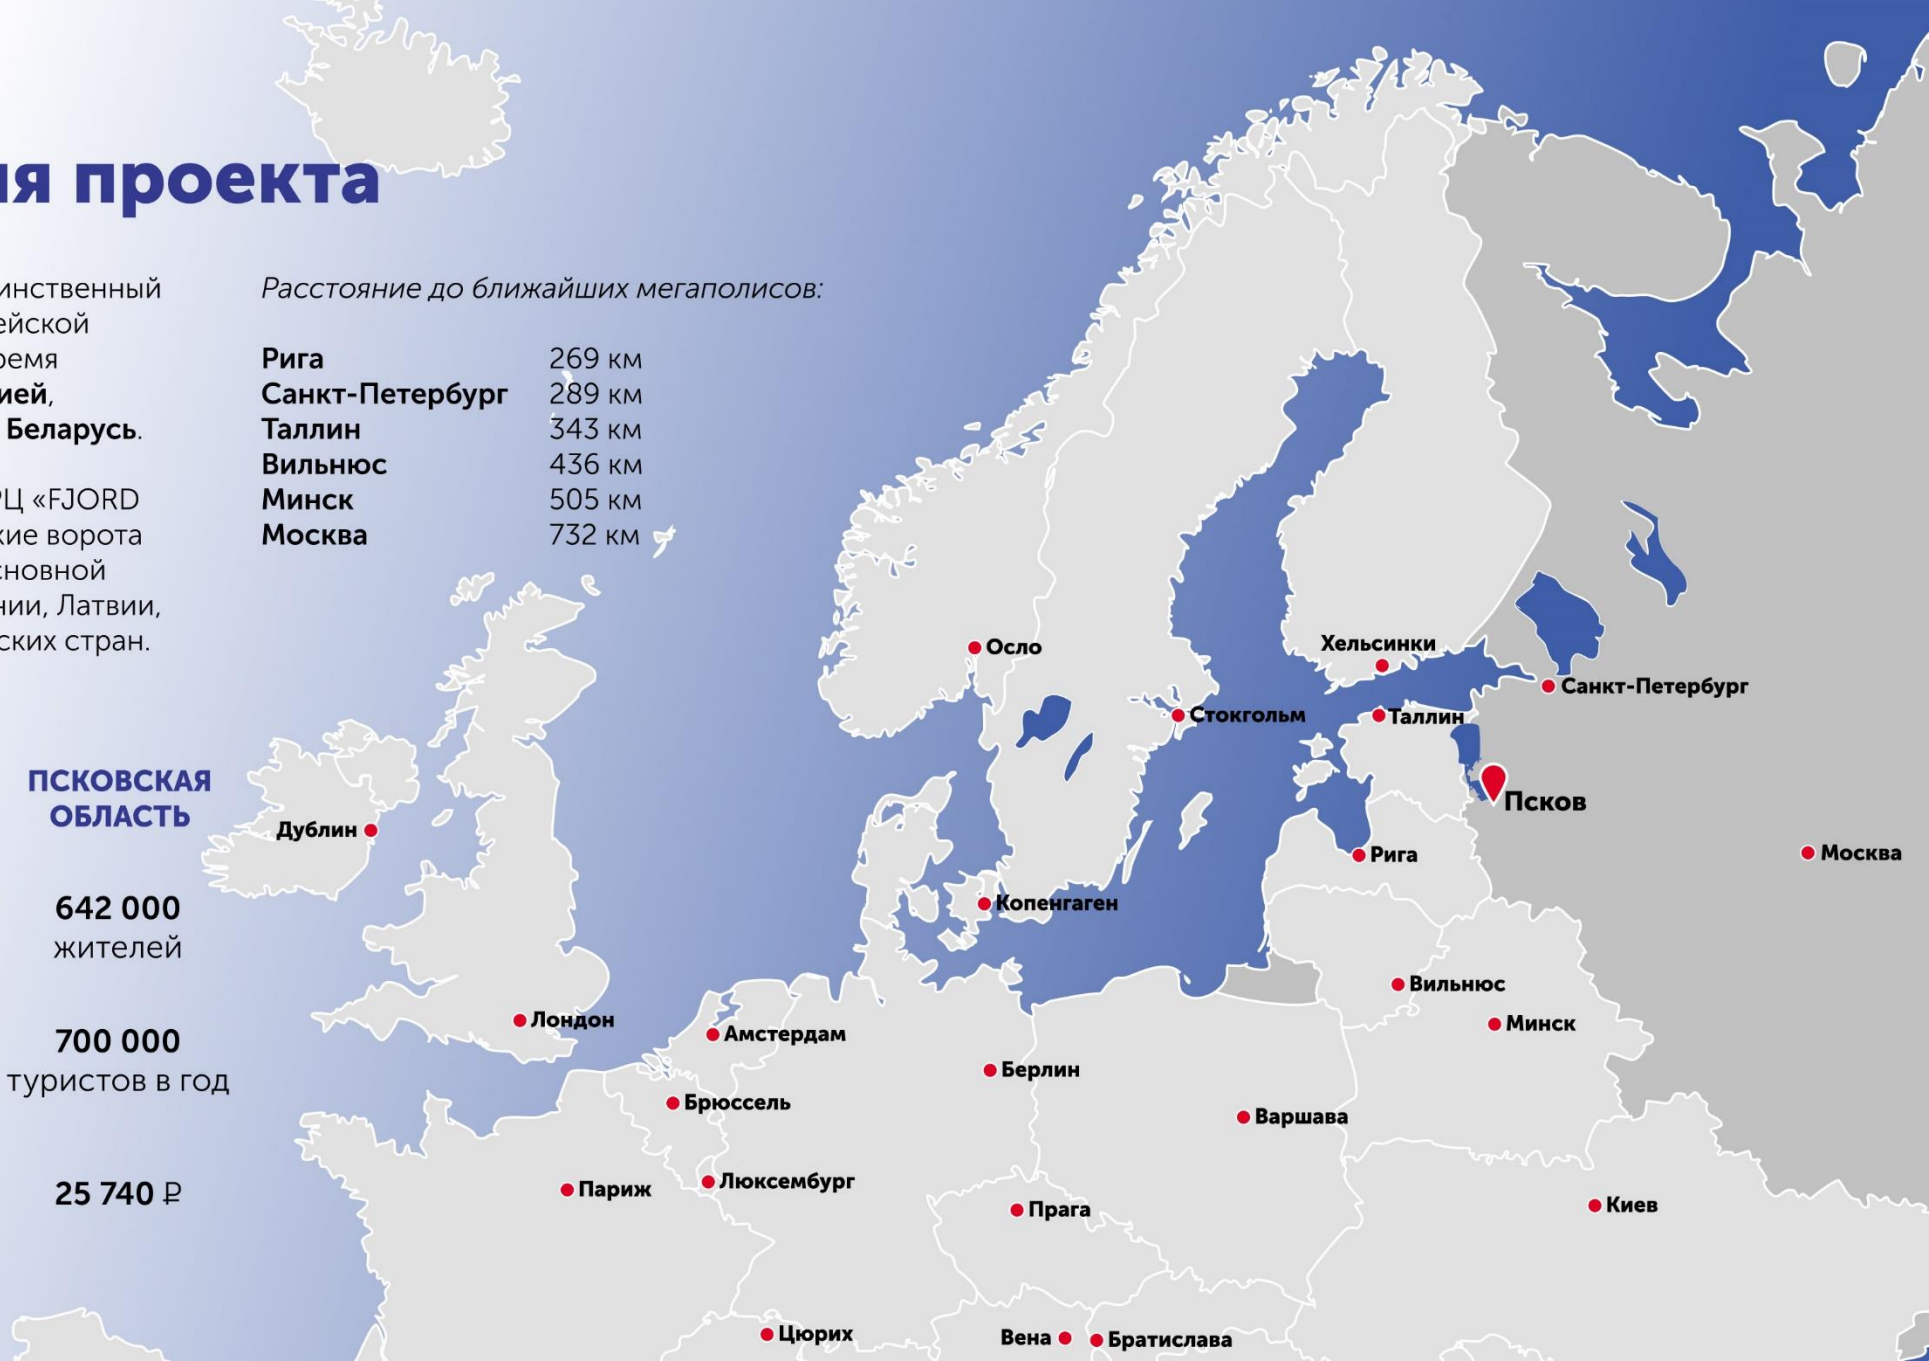 ия проекта
инственный
ейской
ремя
ией,
Беларусь.
РЦ «FJORD
кие ворота
сновной
нии, Латвии,
ских стран.
Расстояние до ближайших мегаполисов:
Рига 269 км
Санкт-Петербург 289 км
Таллин 343 км
Вильнюс 436 км
Минск 505 км
Москва 732 км
ПСКОВСКАЯ
ОБЛАСТЬ
642 000
жителей
700 000
туристов в год
25 740 ₽
Осло
Хельсинки
Санкт-Петербург
Стокгольм
Таллин
Псков
Дублин
Рига
Москва
Копенгаген
Вильнюс
Лондон
Минск
Амстердам
Берлин
Брюссель
Варшава
Люксембург
Париж
Киев
Прага
Цюрих
Вена
Братислава